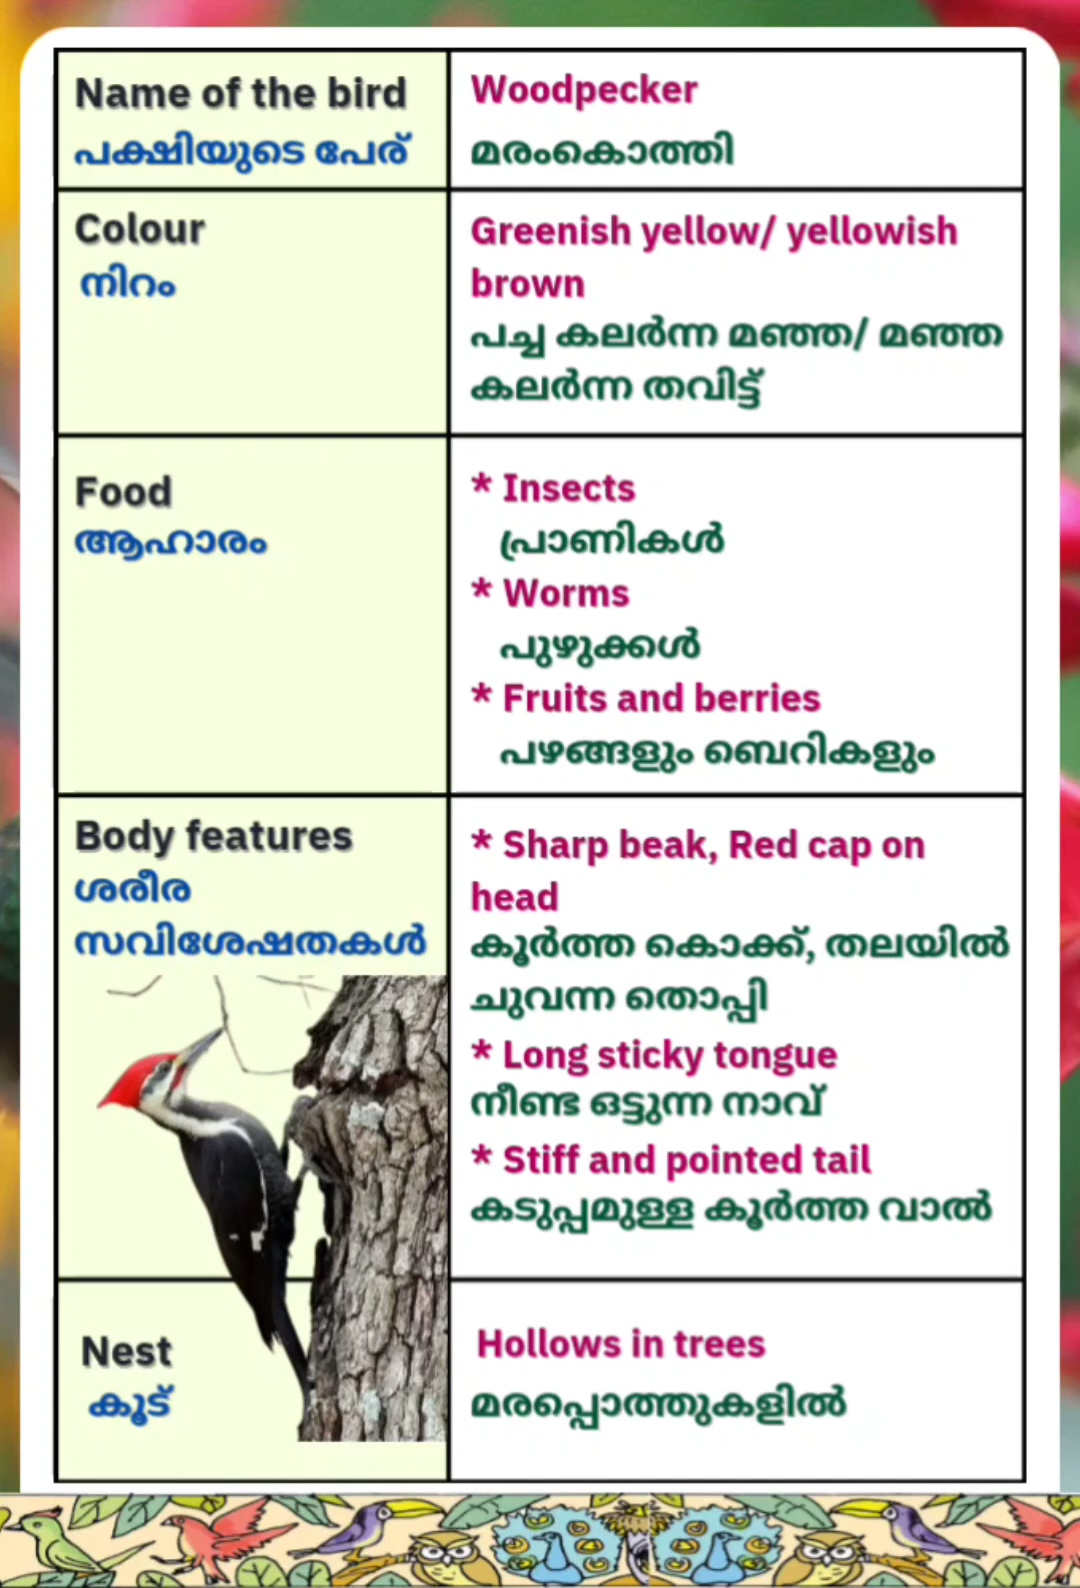 Name of the bird
പക്ഷിയുടെ പേര്
Woodpecker
മരംകൊത്തി
Colour
നിറം
Greenish yellow/ yellowish
brown
പച്ച കലർന്ന മഞ്ഞ/ മഞ്ഞ
കലർന്ന തവിട്ട്
Food
ആഹാരം
* Insects
പ്രാണികൾ
* Worms
പുഴുക്കൾ
* Fruits and berries
പഴങ്ങളും ബെറികളും
Body features
ശരീര
സവിശേഷതകൾ
* Sharp beak, Red cap on
head
കൂർത്ത കൊക്ക്, തലയിൽ
ചുവന്ന തൊപ്പി
* Long sticky tongue
നീണ്ട ഒട്ടുന്ന നാവ്
* Stiff and pointed tail
കടുപ്പമുള്ള കൂർത്ത വാൽ
Nest
കൂട്
Hollows in trees
മരപ്പൊത്തുകളിൽ